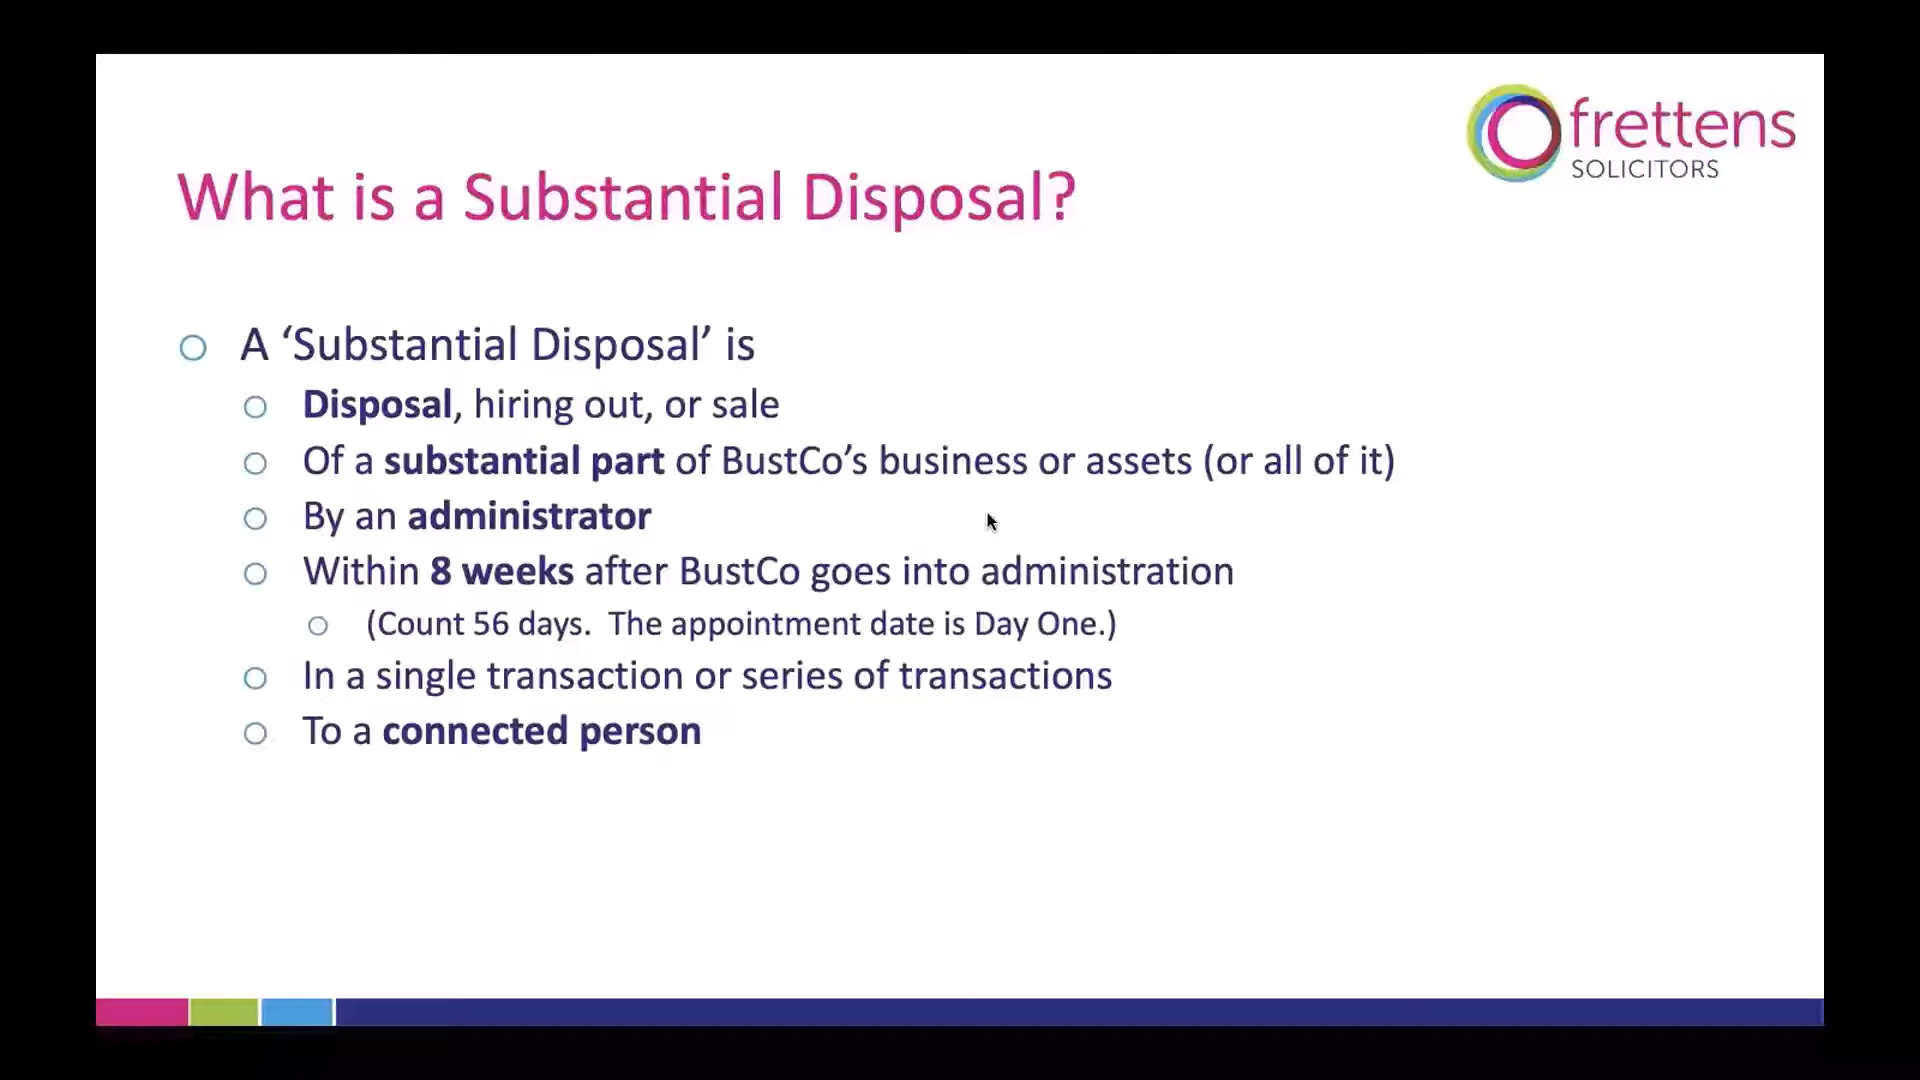 frettens
SOLICITORS
What is a Substantial Disposal?
A ‘Substantial Disposal’ is
Disposal, hiring out, or sale
Of a substantial part of BustCo’s business or assets (or all of it)
By an administrator
Within 8 weeks after BustCo goes into administration
(Count 56 days.  The appointment date is Day One.)
In a single transaction or series of transactions
To a connected person